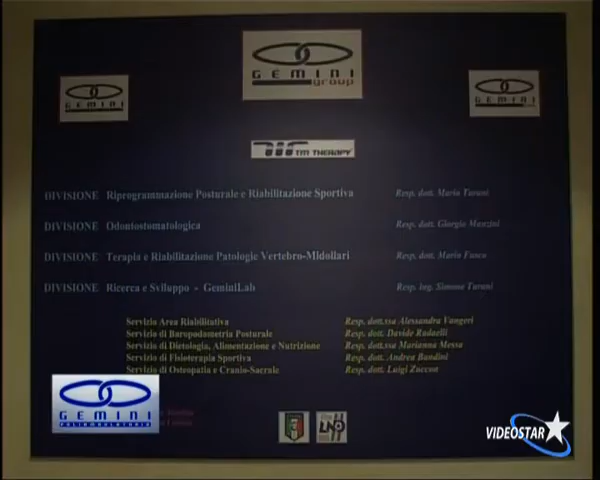 GEMINI
group
GEMINI
GEMINI
TM THERAPY
DIVISIONE Riprogrammazione Posturale e Riabilitazione Sportiva Resp. dott. Mario Turani
DIVISIONE Odontostomatologica Resp. dott. Giorgio Manzini
DIVISIONE Terapia e Riabilitazione Patologie Vertebro-Midollari Resp. dott. Mario Fusco
DIVISIONE Ricerca e Sviluppo - GeminiLab Resp. Ing. Simone Turani
Servizio Area Riabilitativa Resp. dott.ssa Alessandra Vangeri
Servizio di Baropodometria Posturale Resp. dott. Davide Radaelli
Servizio di Dietologia, Alimentazione e Nutrizione Resp. dott.ssa Marianna Messa
Servizio di Fisioterapia Sportiva Resp. dott. Andrea Bandini
Servizio di Osteopatia e Cranio-Sacrale Resp. dott. Luigi Zuccon
GEMINI
POLIAMBULATORIO
LNP
VIDEOSTAR